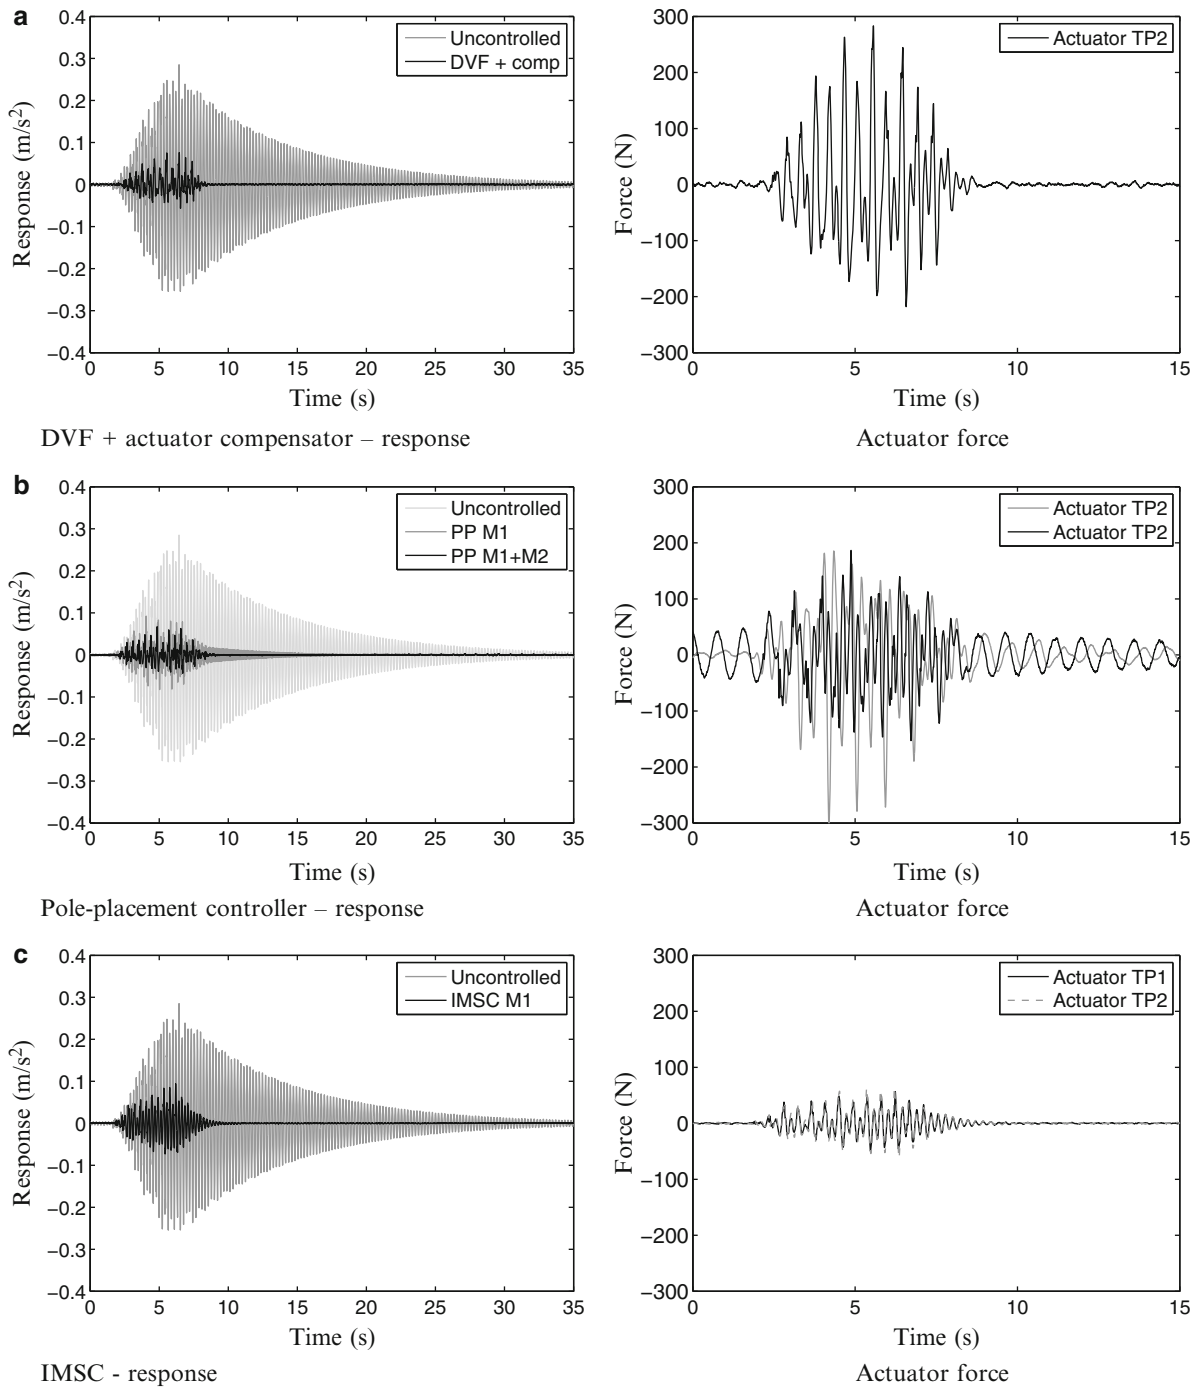 a
0.4
0.3
0.2
0.1
0
−0.1
−0.2
−0.3
−0.4
Response (m/s²)
Uncontrolled
DVF + comp
0 5 10 15 20 25 30 35
Time (s)
DVF + actuator compensator – response
300
200
100
0
−100
−200
−300
Force (N)
Actuator TP2
0 5 10 15
Time (s)
Actuator force
b
0.4
0.3
0.2
0.1
0
−0.1
−0.2
−0.3
−0.4
Response (m/s²)
Uncontrolled
PP M1
PP M1+M2
0 5 10 15 20 25 30 35
Time (s)
Pole-placement controller – response
300
200
100
0
−100
−200
−300
Force (N)
Actuator TP2
Actuator TP2
0 5 10 15
Time (s)
Actuator force
c
0.4
0.3
0.2
0.1
0
−0.1
−0.2
−0.3
−0.4
Response (m/s²)
Uncontrolled
IMSC M1
0 5 10 15 20 25 30 35
Time (s)
IMSC - response
300
200
100
0
−100
−200
−300
Force (N)
Actuator TP1
Actuator TP2
0 5 10 15
Time (s)
Actuator force